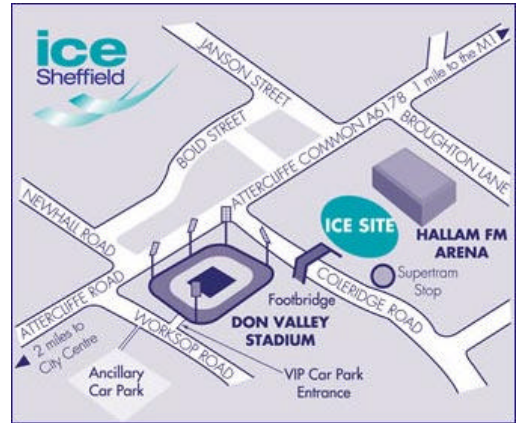 ice
Sheffield
JANSON STREET
1 mile to the M1
BOLD STREET
ATTERCLIFFE COMMON A6178
BROUGHTON LANE
NEWHALL ROAD
ICE SITE
HALLAM FM
ARENA
Supertram
Stop
Footbridge
COLERIDGE ROAD
DON VALLEY
STADIUM
ATTERCLIFFE ROAD
2 miles to
City Centre
WORKSOP ROAD
Ancillary
Car Park
VIP Car Park
Entrance